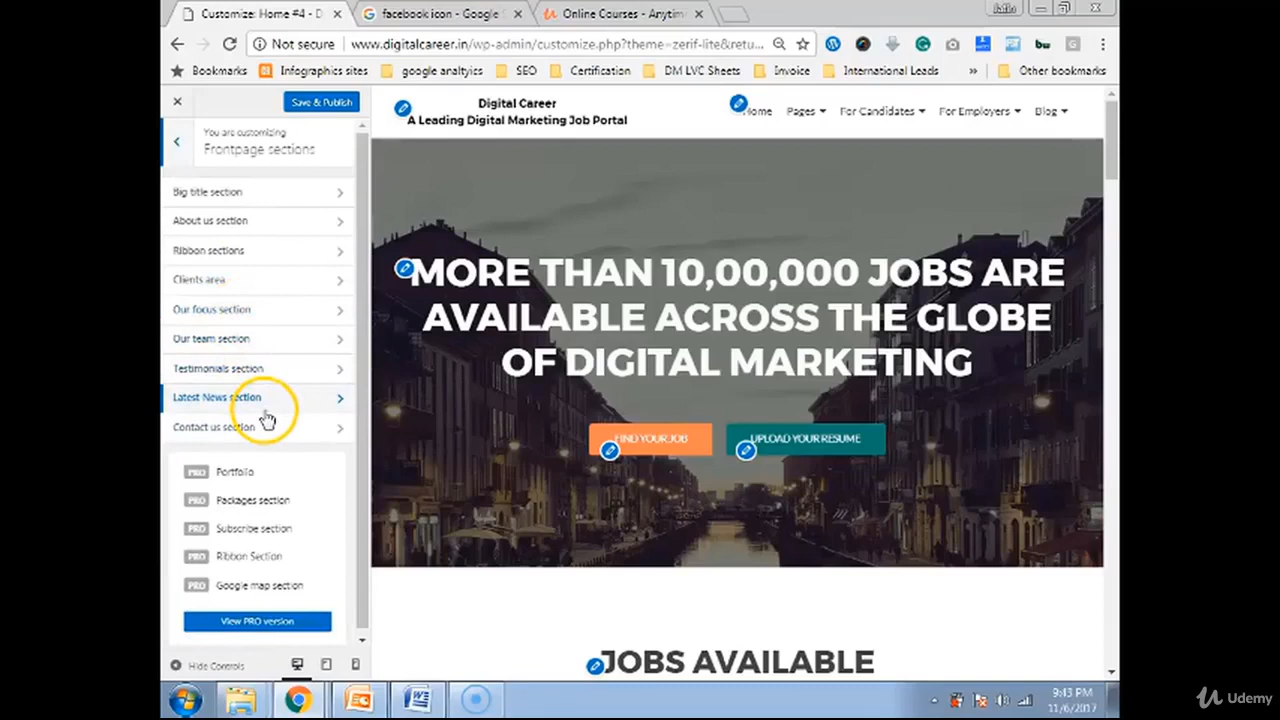 Customize: Home #4 - D
facebook icon - Google
Online Courses - Anytim
Not secure
www.digitalcareer.in/wp-admin/customize.php?theme=zerif-lite&retu...
Bookmarks
Infographics sites
google analtyics
SEO
Certification
DM LVC Sheets
Invoice
International Leads
»
Other bookmarks
Save & Publish
You are customizing
Frontpage sections
Big title section
About us section
Ribbon sections
Clients area
Our focus section
Our team section
Testimonials section
Latest News section
Contact us section
PRO Portfolio
PRO Packages section
PRO Subscribe section
PRO Ribbon Section
PRO Google map section
View PRO version
Hide Controls
Digital Career
A Leading Digital Marketing Job Portal
Home
Pages
For Candidates
For Employers
Blog
MORE THAN 10,00,000 JOBS ARE
AVAILABLE ACROSS THE GLOBE
OF DIGITAL MARKETING
FIND YOUR JOB
UPLOAD YOUR RESUME
JOBS AVAILABLE
9:43 PM
11/6/2017
Udemy